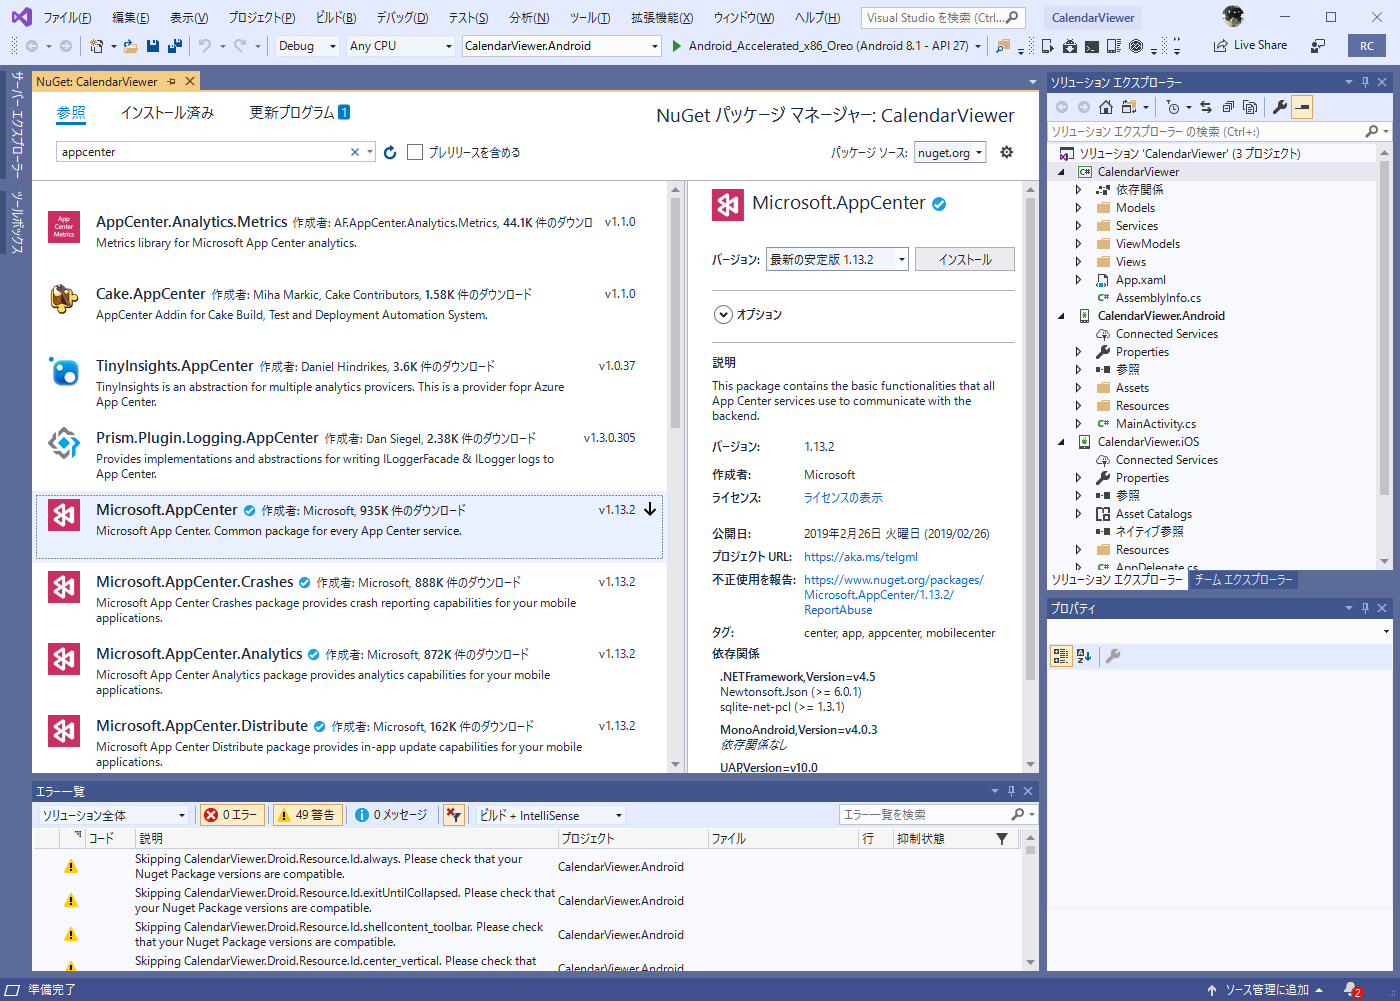 ファイル(F) 編集(E) 表示(V) プロジェクト(P) ビルド(B) デバッグ(D) テスト(S) 分析(N) ツール(T) 拡張機能(X) ウィンドウ(W) ヘルプ(H) Visual Studio を検索 (Ctrl... CalendarViewer
Debug Any CPU CalendarViewer.Android Android_Accelerated_x86_Oreo (Android 8.1 - API 27) Live Share RC
サーバー エクスプローラー
ツールボックス
NuGet: CalendarViewer
参照 インストール済み 更新プログラム 1
NuGet パッケージ マネージャー: CalendarViewer
appcenter プレリリースを含める パッケージ ソース: nuget.org
AppCenter.Analytics.Metrics 作成者: AF.AppCenter.Analytics.Metrics, 44.1K 件のダウンロ v1.1.0
App
Center
Metrics
Metrics library for Microsoft App Center analytics.
Cake.AppCenter 作成者: Miha Markic, Cake Contributors, 1.58K 件のダウンロード v1.1.0
AppCenter Addin for Cake Build, Test and Deployment Automation System.
TinyInsights.AppCenter 作成者: Daniel Hindrikes, 3.6K 件のダウンロード v1.0.37
TinyInsights is an abstraction for multiple analytics provicers. This is a provider fopr Azure
App Center.
Prism.Plugin.Logging.AppCenter 作成者: Dan Siegel, 2.38K 件のダウンロード v1.3.0.305
Provides implementations and abstractions for writing ILoggerFacade & ILogger logs to
App Center.
Microsoft.AppCenter 作成者: Microsoft, 935K 件のダウンロード v1.13.2
Microsoft App Center. Common package for every App Center service.
Microsoft.AppCenter.Crashes 作成者: Microsoft, 888K 件のダウンロード v1.13.2
Microsoft App Center Crashes package provides crash reporting capabilities for your mobile
applications.
Microsoft.AppCenter.Analytics 作成者: Microsoft, 872K 件のダウンロード v1.13.2
Microsoft App Center Analytics package provides analytics capabilities for your mobile
applications.
Microsoft.AppCenter.Distribute 作成者: Microsoft, 162K 件のダウンロード v1.13.2
Microsoft App Center Distribute package provides in-app update capabilities for your mobile
applications.
Microsoft.AppCenter
バージョン: 最新の安定版 1.13.2 インストール
オプション
説明
This package contains the basic functionalities that all
App Center services use to communicate with the
backend.
バージョン: 1.13.2
作成者: Microsoft
ライセンス: ライセンスの表示
公開日: 2019年2月26日 火曜日 (2019/02/26)
プロジェクト URL: https://aka.ms/telgml
不正使用を報告: https://www.nuget.org/packages/
Microsoft.AppCenter/1.13.2/
ReportAbuse
タグ: center, app, appcenter, mobilecenter
依存関係
.NETFramework,Version=v4.5
Newtonsoft.Json (>= 6.0.1)
sqlite-net-pcl (>= 1.3.1)
MonoAndroid,Version=v4.0.3
依存関係なし
UAP,Version=v10.0
ソリューション エクスプローラー
ソリューション エクスプローラー の検索 (Ctrl+:)
ソリューション 'CalendarViewer' (3 プロジェクト)
C# CalendarViewer
依存関係
Models
Services
ViewModels
Views
App.xaml
C# AssemblyInfo.cs
CalendarViewer.Android
Connected Services
Properties
参照
Assets
Resources
C# MainActivity.cs
CalendarViewer.iOS
Connected Services
Properties
参照
Asset Catalogs
ネイティブ参照
Resources
C# AppDelegate.cs
ソリューション エクスプローラー チーム エクスプローラー
プロパティ
エラー一覧
ソリューション全体 0 エラー 49 警告 0 メッセージ ビルド + IntelliSense エラー一覧を検索
コード 説明 プロジェクト ファイル 行 抑制状態
Skipping CalendarViewer.Droid.Resource.Id.always. Please check that your
Nuget Package versions are compatible. CalendarViewer.Android
Skipping CalendarViewer.Droid.Resource.Id.exitUntilCollapsed. Please check that
your Nuget Package versions are compatible. CalendarViewer.Android
Skipping CalendarViewer.Droid.Resource.Id.shellcontent_toolbar. Please check
that your Nuget Package versions are compatible. CalendarViewer.Android
Skipping CalendarViewer.Droid.Resource.Id.center_vertical. Please check that
CalendarViewer.Android
準備完了 ソース管理に追加 2